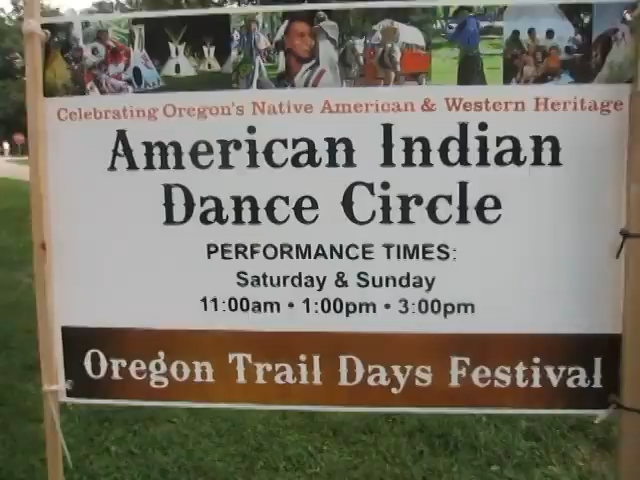 Celebrating Oregon's Native American & Western Heritage
American Indian
Dance Circle
PERFORMANCE TIMES:
Saturday & Sunday
11:00am • 1:00pm • 3:00pm
Oregon Trail Days Festival